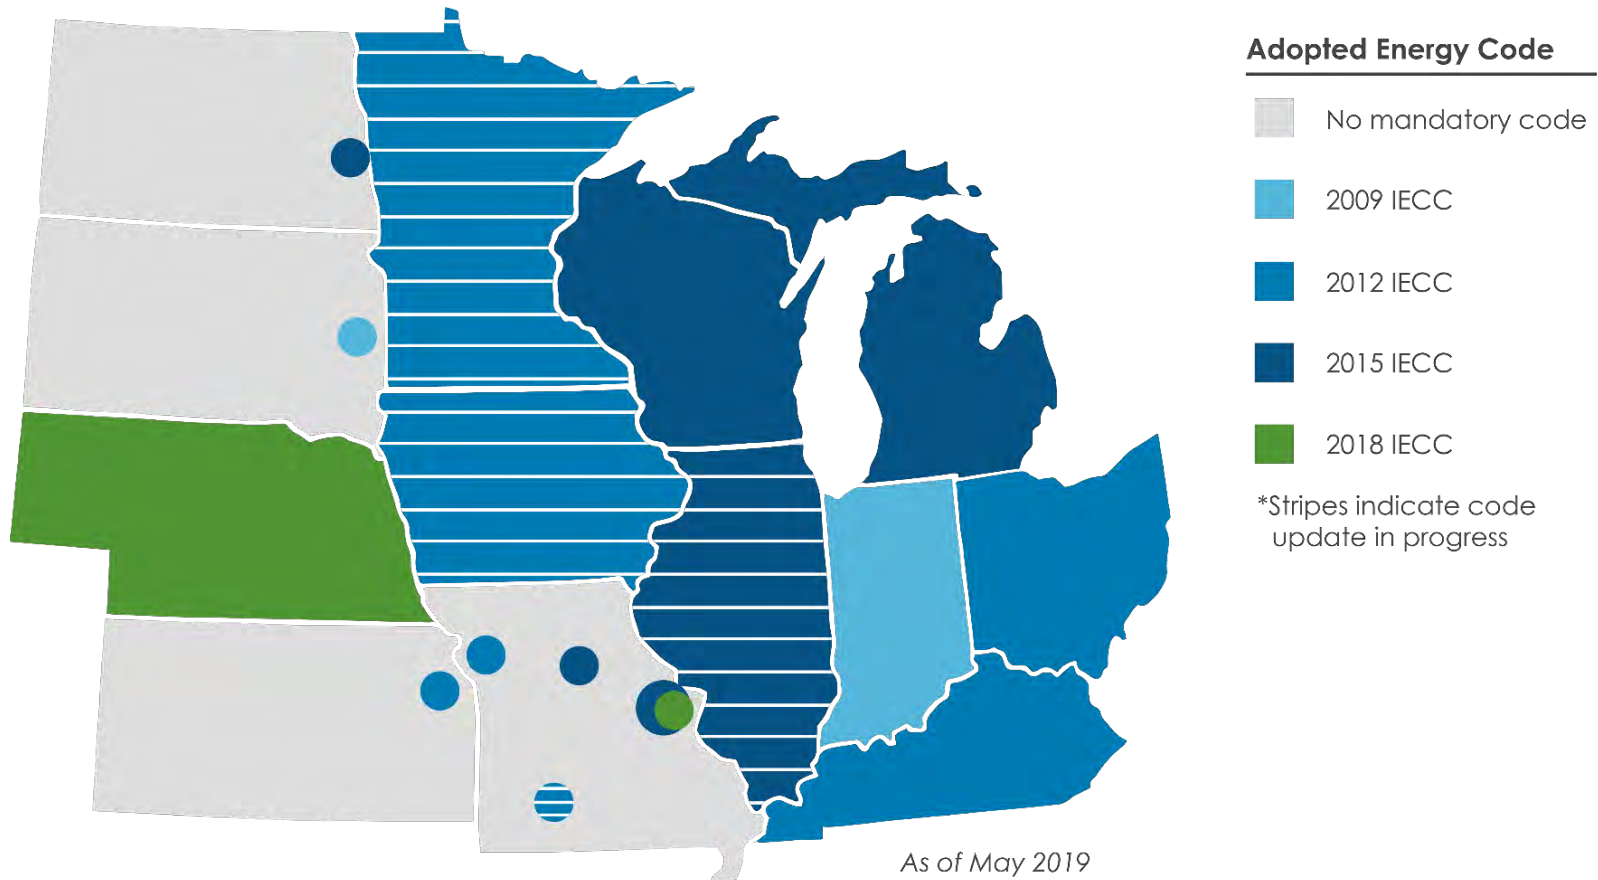 Adopted Energy Code
No mandatory code
2009 IECC
2012 IECC
2015 IECC
2018 IECC
*Stripes indicate code
update in progress
As of May 2019